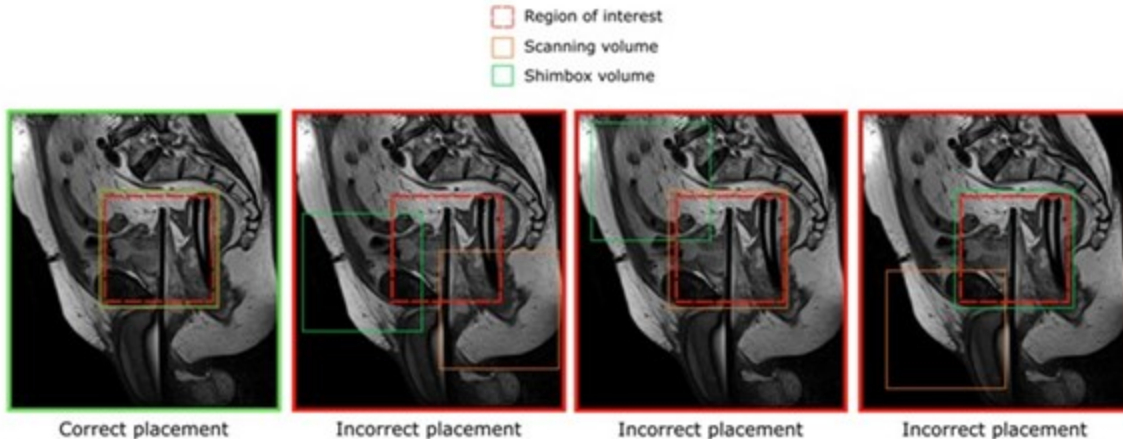 Region of interest
Scanning volume
Shimbox volume
Correct placement
Incorrect placement
Incorrect placement
Incorrect placement